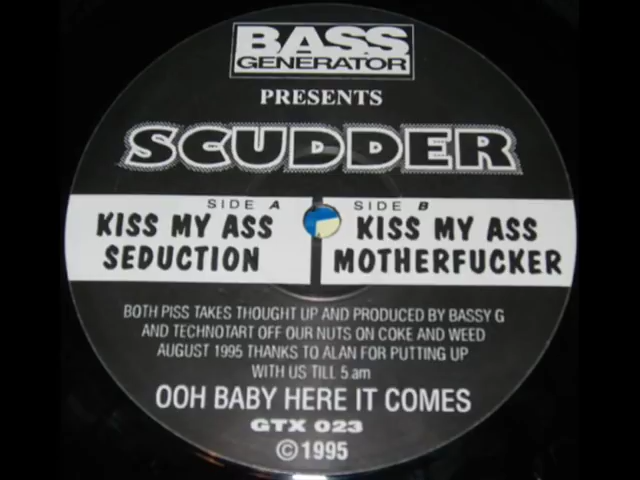 BASS
GENERATOR
PRESENTS
SCUDDER
SIDE A
KISS MY ASS
SEDUCTION
SIDE B
KISS MY ASS
MOTHERFUCKER
BOTH PISS TAKES THOUGHT UP AND PRODUCED BY BASSY G
AND TECHNOTART OFF OUR NUTS ON COKE AND WEED
AUGUST 1995 THANKS TO ALAN FOR PUTTING UP
WITH US TILL 5 am
OOH BABY HERE IT COMES
GTX 023
©1995